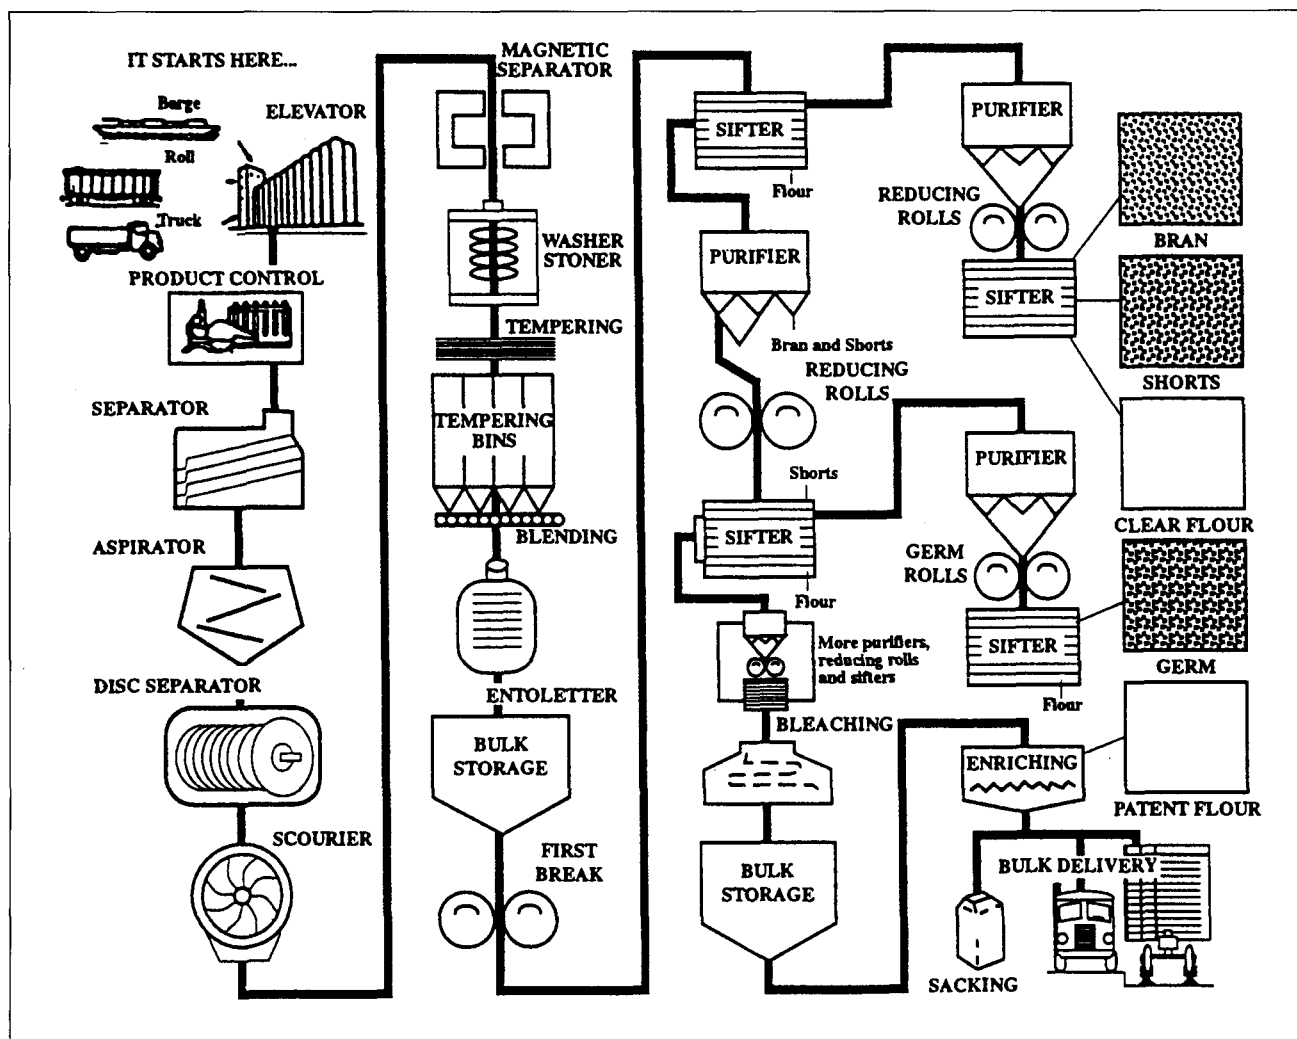 IT STARTS HERE...
Barge
Roll
Truck
ELEVATOR
PRODUCT CONTROL
SEPARATOR
ASPIRATOR
DISC SEPARATOR
SCOURIER
MAGNETIC
SEPARATOR
WASHER
STONER
TEMPERING
TEMPERING
BINS
BLENDING
ENTOLETTER
BULK
STORAGE
FIRST
BREAK
SIFTER
Flour
PURIFIER
Bran and Shorts
REDUCING
ROLLS
Shorts
SIFTER
Flour
More purifiers,
reducing rolls
and sifters
BLEACHING
BULK
STORAGE
PURIFIER
REDUCING
ROLLS
SIFTER
BRAN
SHORTS
CLEAR FLOUR
PURIFIER
GERM
ROLLS
SIFTER
Flour
GERM
ENRICHING
PATENT FLOUR
BULK DELIVERY
SACKING